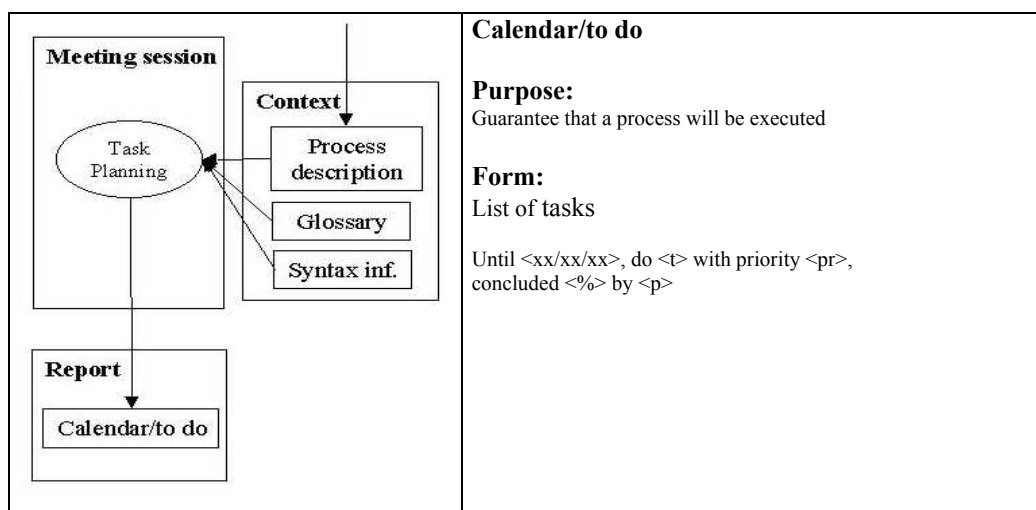 Meeting session
Task
Planning
Context
Process
description
Glossary
Syntax inf.
Report
Calendar/to do
Calendar/to do
Purpose:
Guarantee that a process will be executed
Form:
List of tasks
Until <xx/xx/xx>, do <t> with priority <pr>,
concluded <%> by <p>